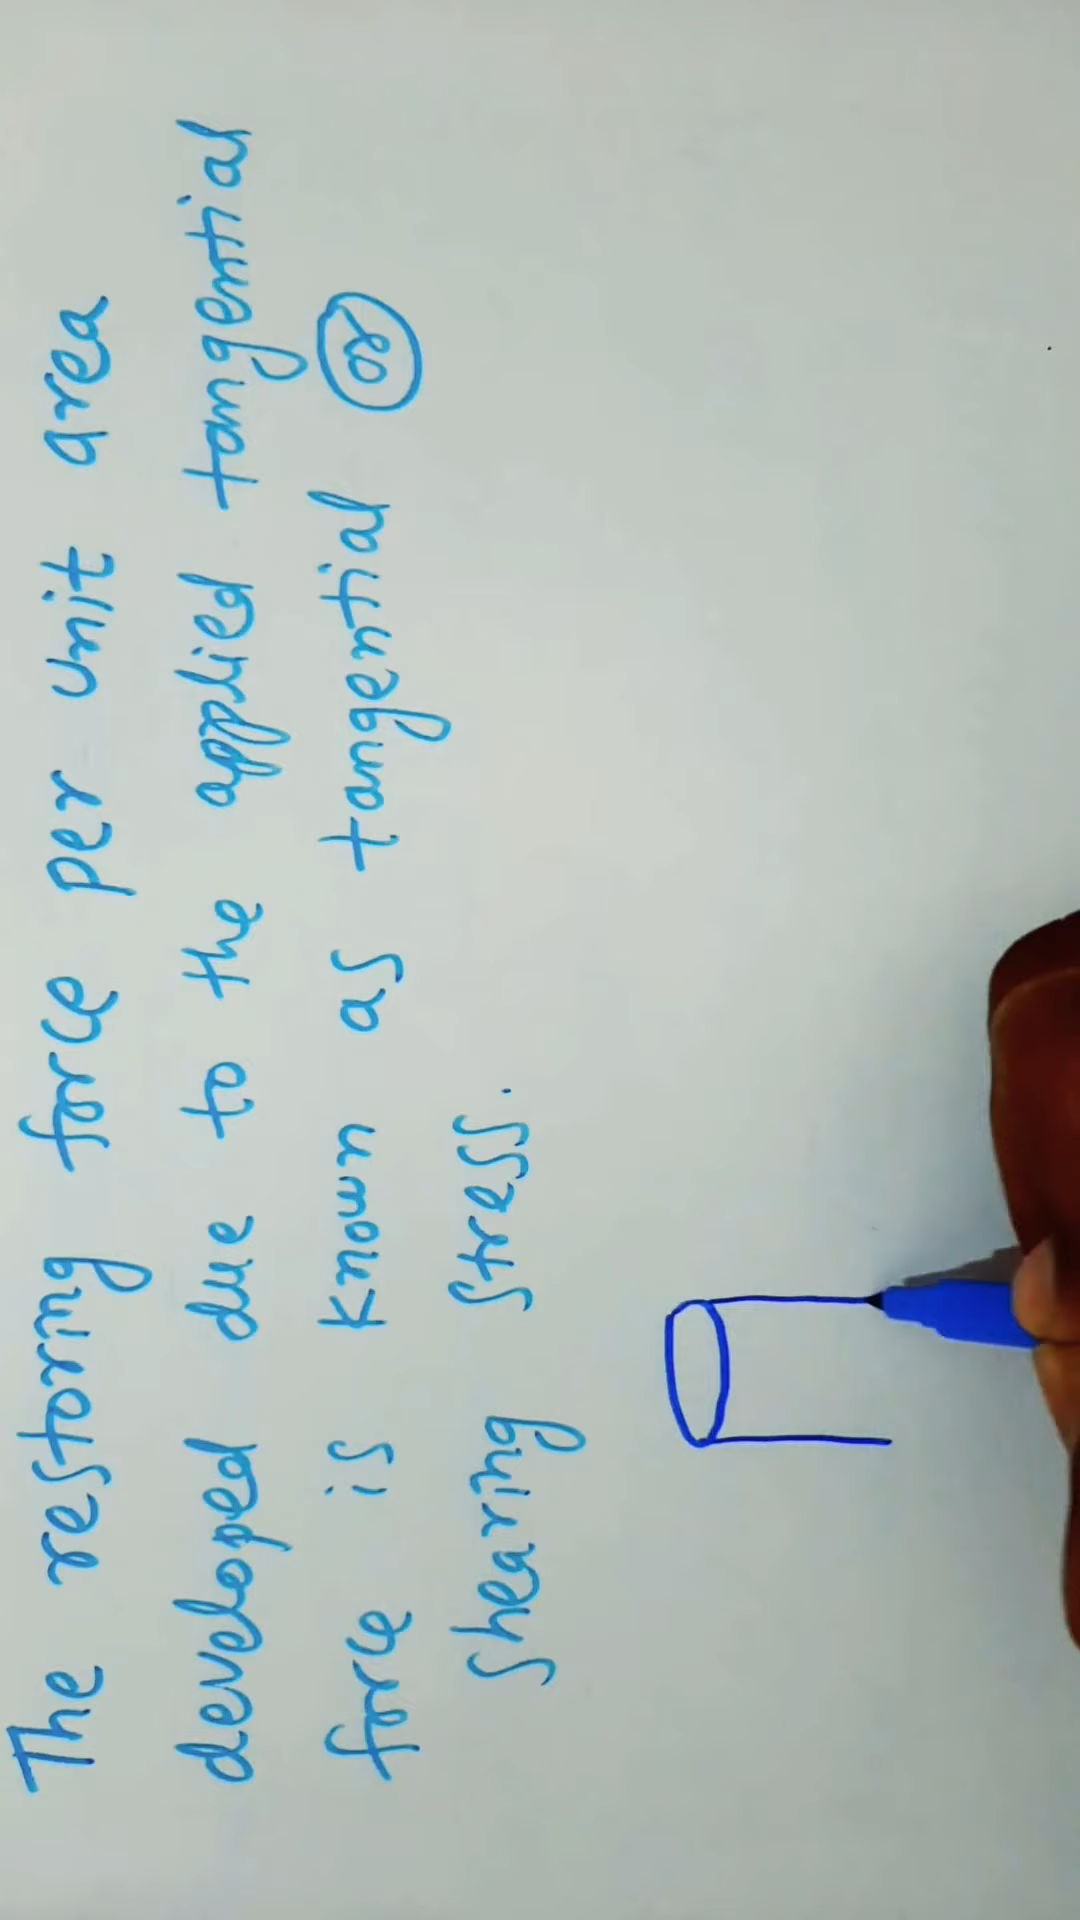 The restoring force per unit area
developed due to the applied tangential
force is known as tangential or
shearing stress.